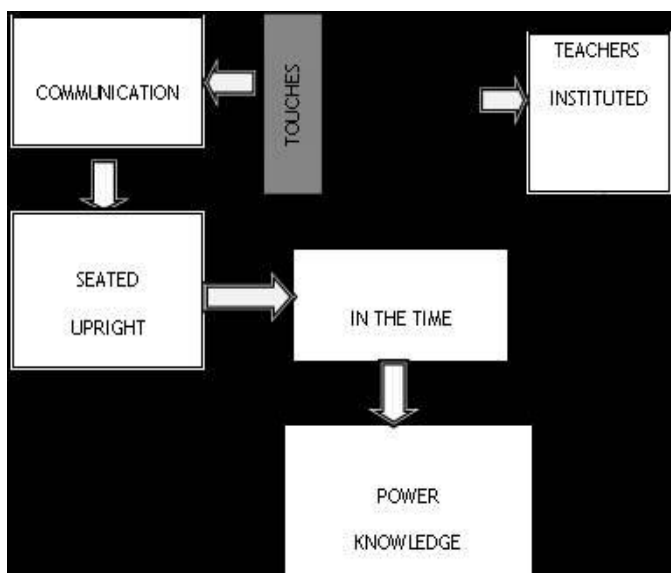 COMMUNICATION
TOUCHES
TEACHERS
INSTITUTED
SEATED
UPRIGHT
IN THE TIME
POWER
KNOWLEDGE